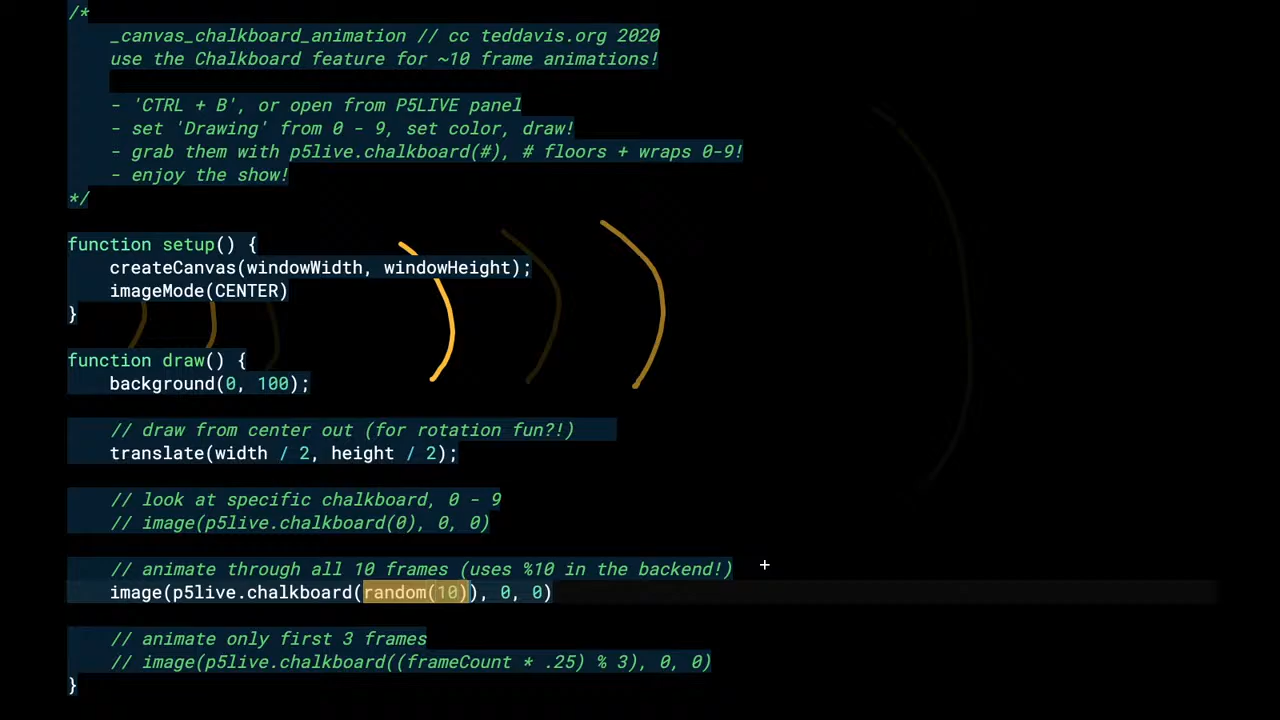 /*
_canvas_chalkboard_animation // cc teddavis.org 2020
use the Chalkboard feature for ~10 frame animations!
- 'CTRL + B', or open from P5LIVE panel
- set 'Drawing' from 0 - 9, set color, draw!
- grab them with p5live.chalkboard(#), # floors + wraps 0-9!
- enjoy the show!
*/
function setup() {
createCanvas(windowWidth, windowHeight);
imageMode(CENTER)
}
function draw() {
background(0, 100);
// draw from center out (for rotation fun?!)
translate(width / 2, height / 2);
// look at specific chalkboard, 0 - 9
// image(p5live.chalkboard(0), 0, 0)
// animate through all 10 frames (uses %10 in the backend!)
image(p5live.chalkboard(random(10)), 0, 0)
// animate only first 3 frames
// image(p5live.chalkboard((frameCount * .25) % 3), 0, 0)
}